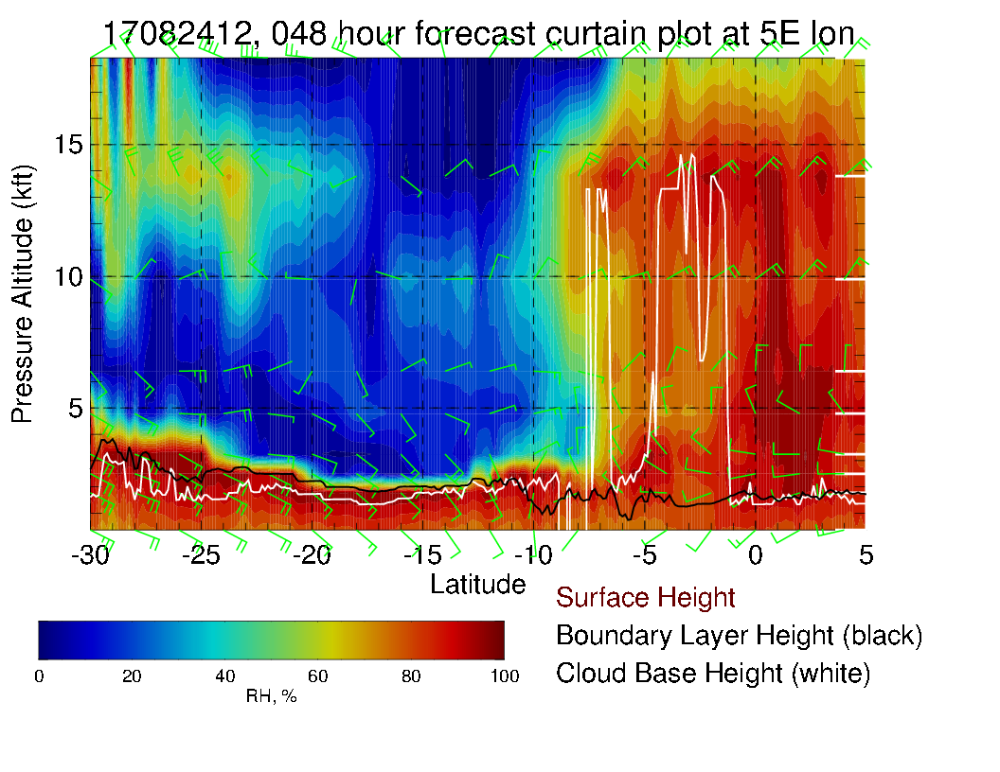 17082412, 048 hour forecast curtain plot at 5E lon
Pressure Altitude (kft)
15
10
5
-30 -25 -20 -15 -10 -5 0 5
Latitude
Surface Height
Boundary Layer Height (black)
Cloud Base Height (white)
0 20 40 60 80 100
RH, %